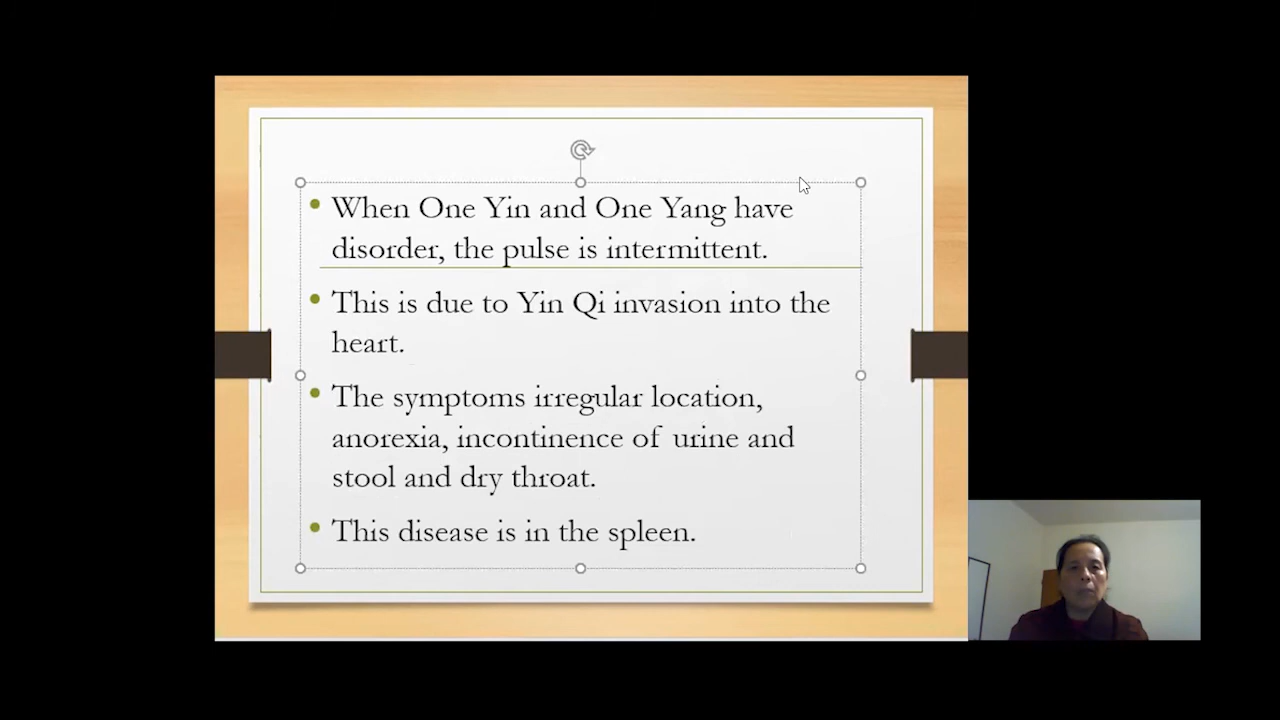 When One Yin and One Yang have
disorder, the pulse is intermittent.
This is due to Yin Qi invasion into the
heart.
The symptoms irregular location,
anorexia, incontinence of urine and
stool and dry throat.
This disease is in the spleen.